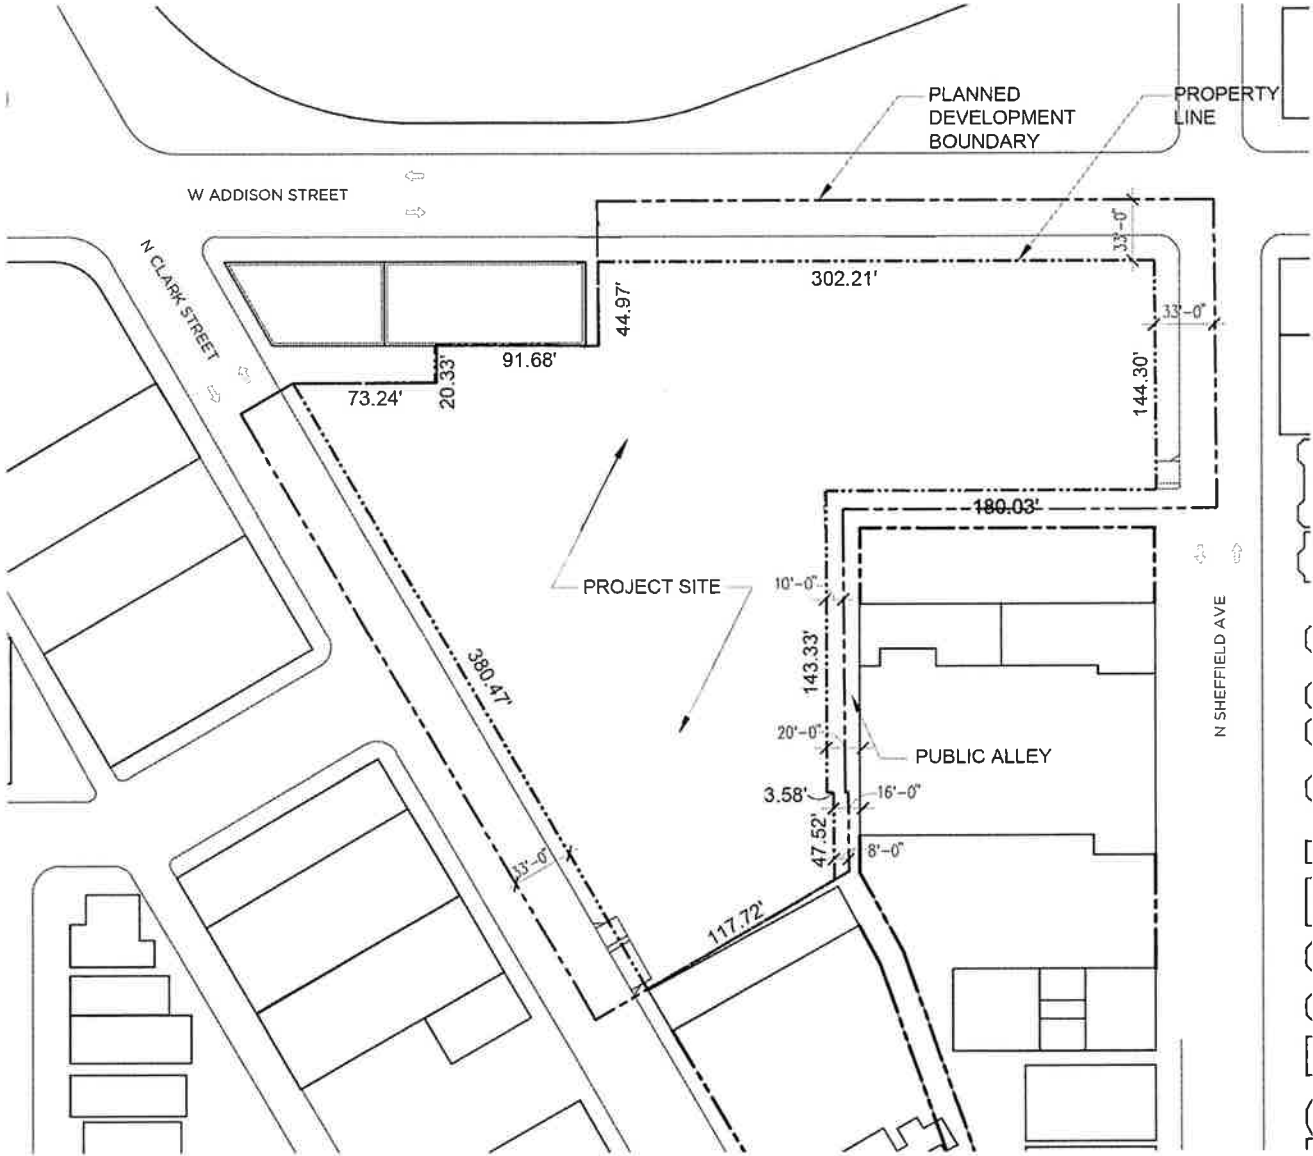 PLANNED
DEVELOPMENT
BOUNDARY
PROPERTY
LINE
W ADDISON STREET
N CLARK STREET
33'-0"
302.21'
44.97'
33'-0"
91.68'
20.33'
73.24'
144.30'
180.03'
PROJECT SITE
10'-0"
143.33'
N SHEFFIELD AVE
380.47'
20'-0"
PUBLIC ALLEY
3.58'
16'-0"
47.52'
8'-0"
33'-0"
117.72'